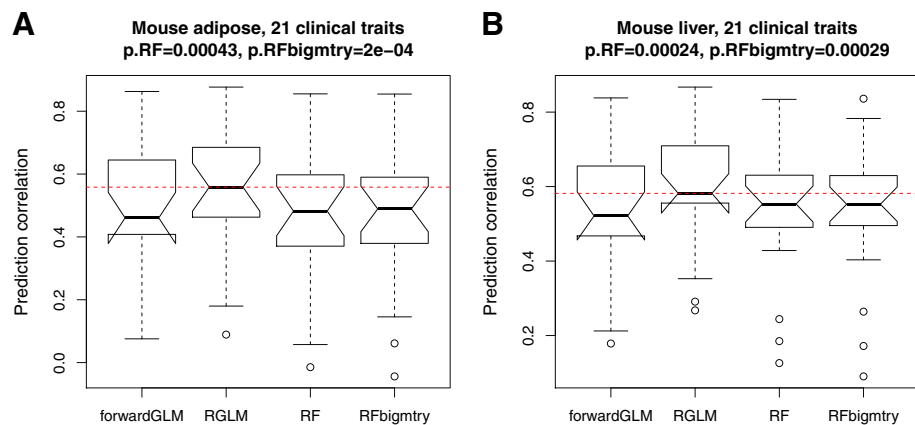 A
Mouse adipose, 21 clinical traits
p.RF=0.00043, p.RFbigmtry=2e−04
Prediction correlation
0.8
0.6
0.4
0.2
0.0
forwardGLM RGLM RF RFbigmtry
B
Mouse liver, 21 clinical traits
p.RF=0.00024, p.RFbigmtry=0.00029
Prediction correlation
0.8
0.6
0.4
0.2
forwardGLM RGLM RF RFbigmtry